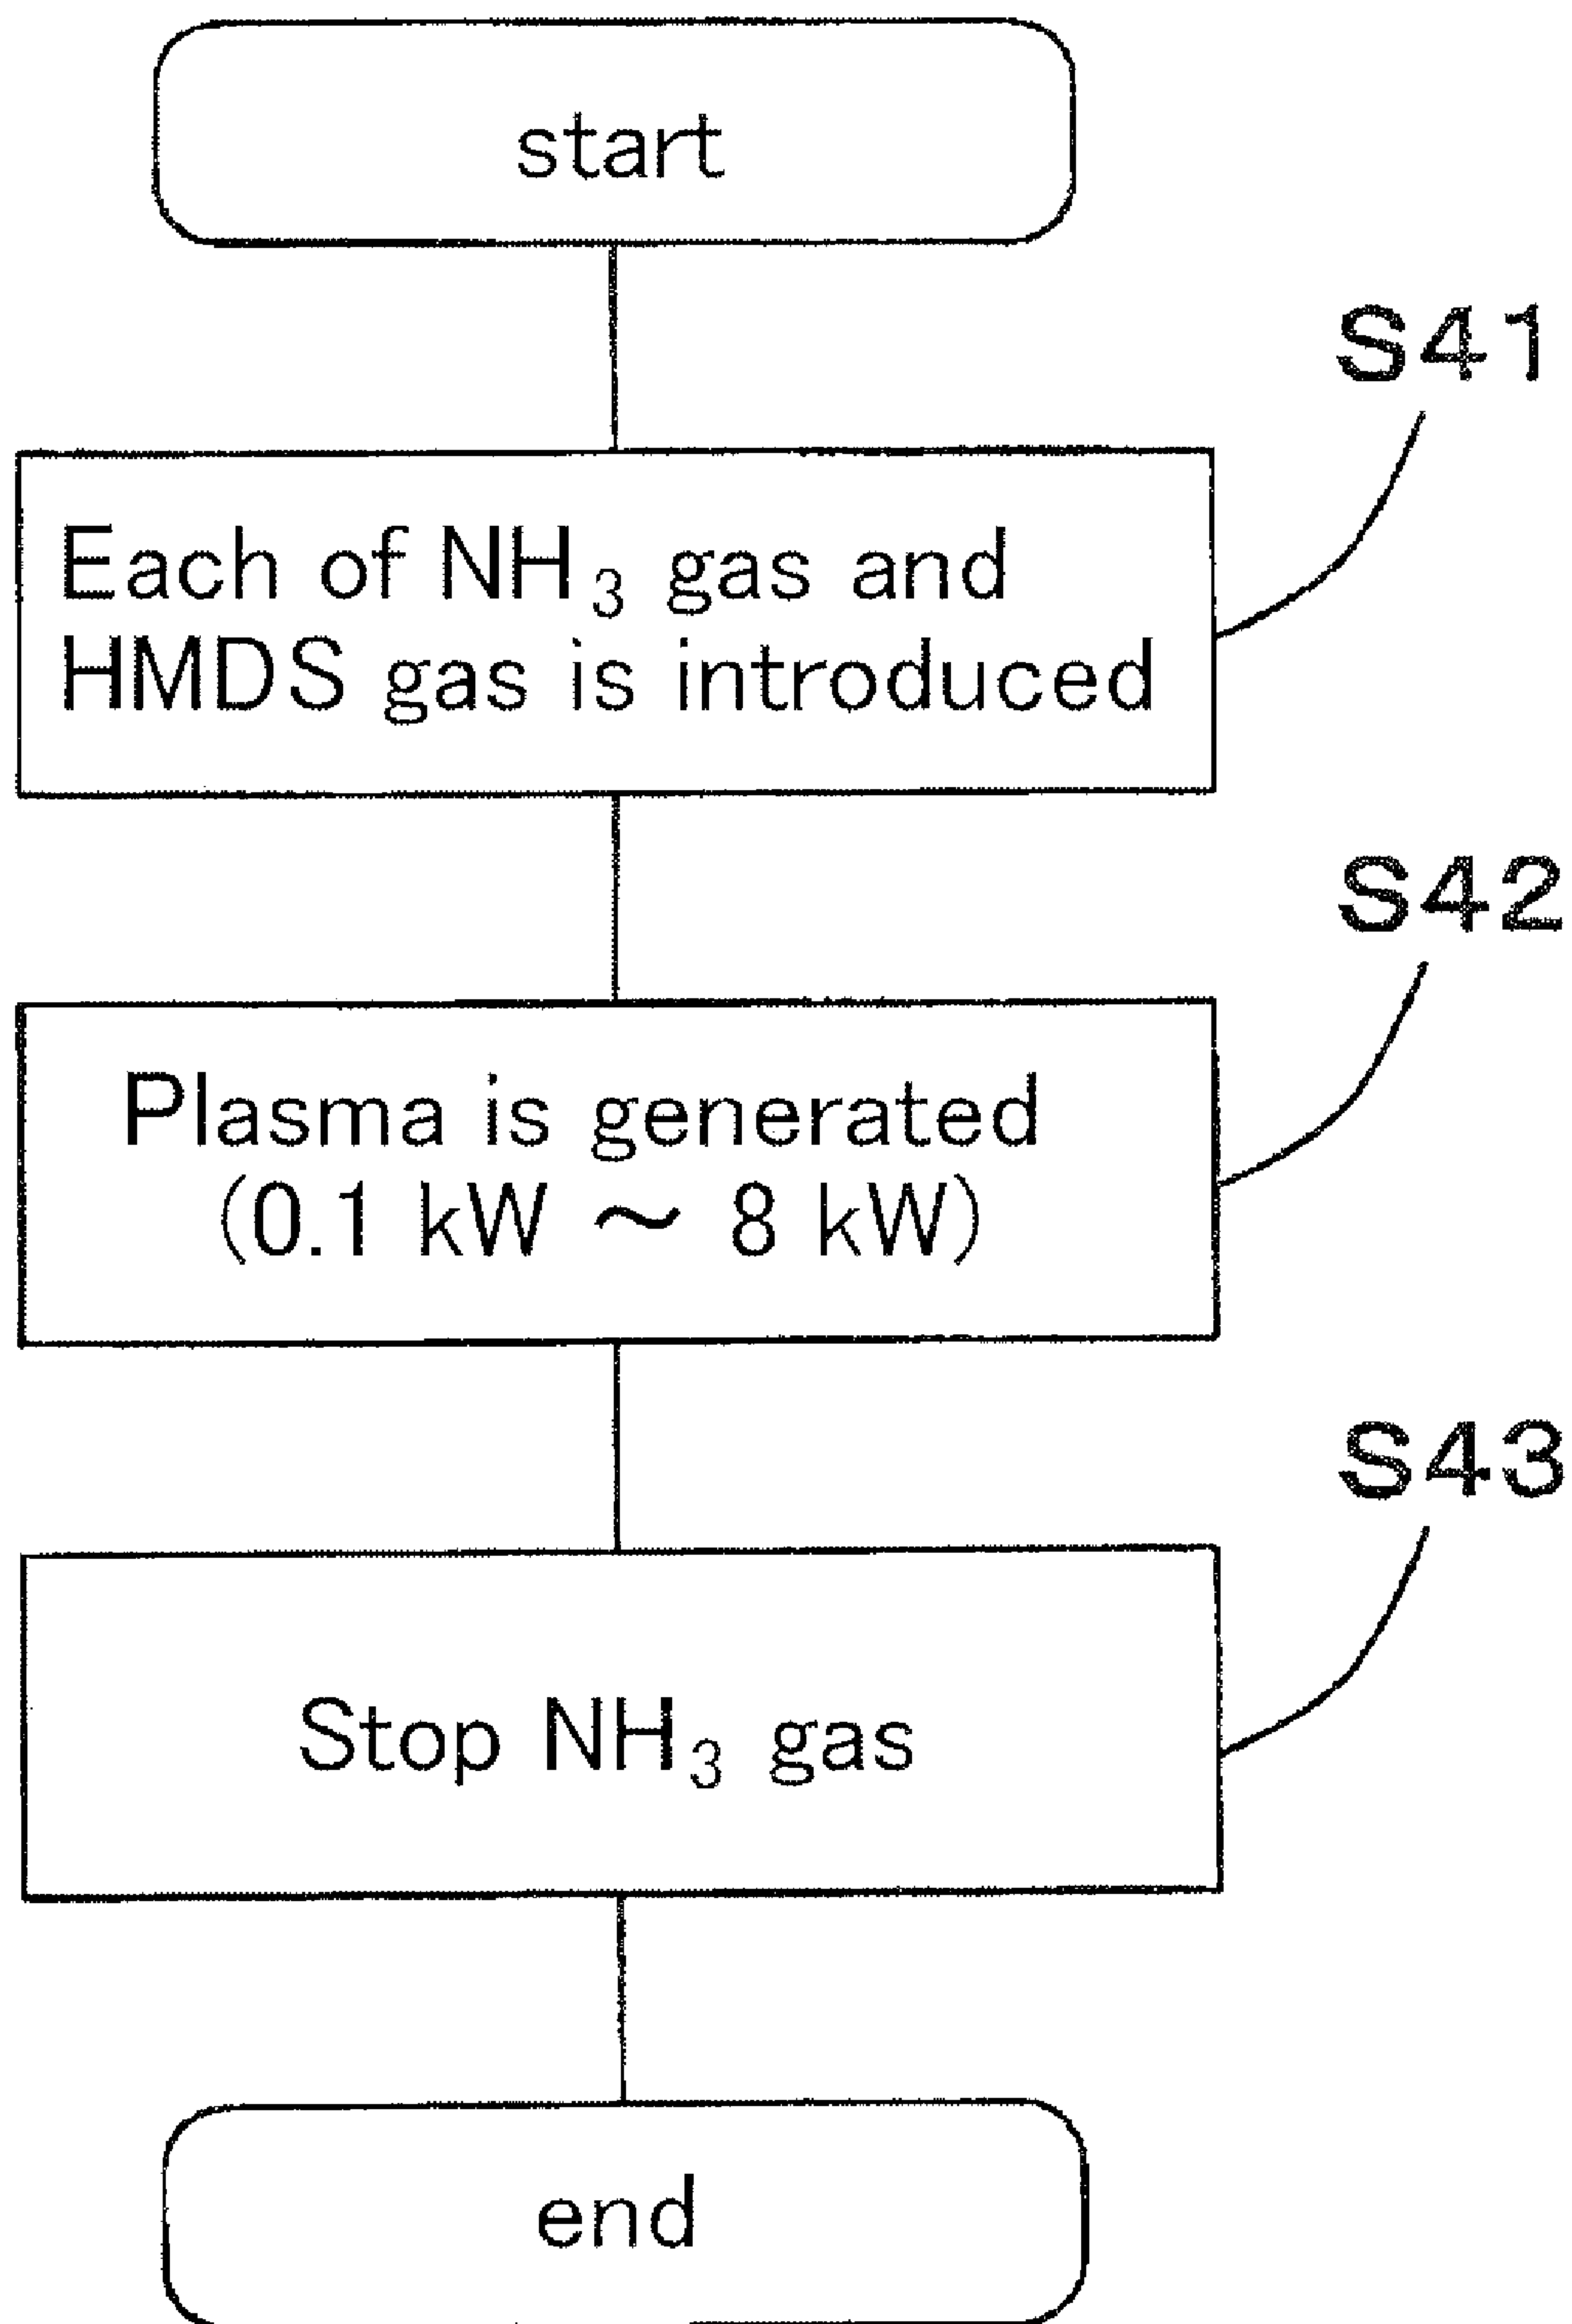 start
S41
Each of NH₃ gas and
HMDS gas is introduced
S42
Plasma is generated
(0.1 kW ～ 8 kW)
S43
Stop NH₃ gas
end